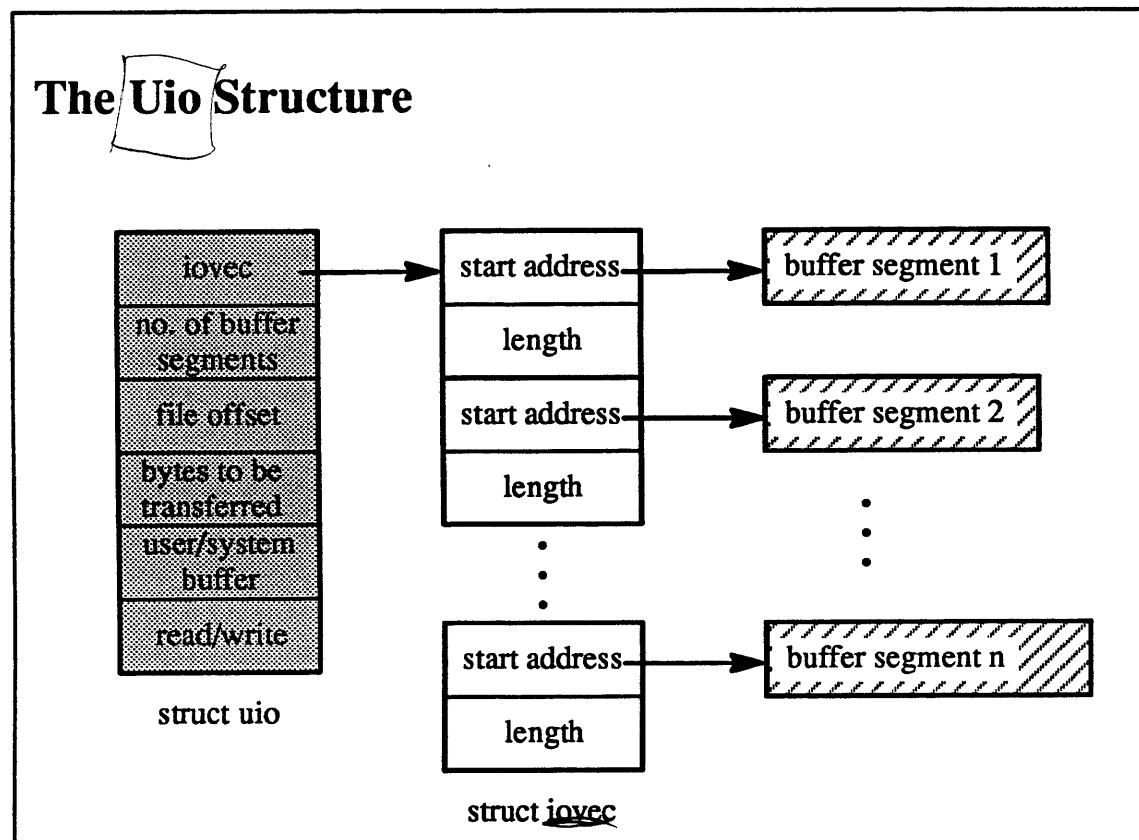 The Uio Structure
iovec
no. of buffer
segments
file offset
bytes to be
transferred
user/system
buffer
read/write
struct uio
start address
length
start address
length
start address
length
struct iovec
buffer segment 1
buffer segment 2
buffer segment n